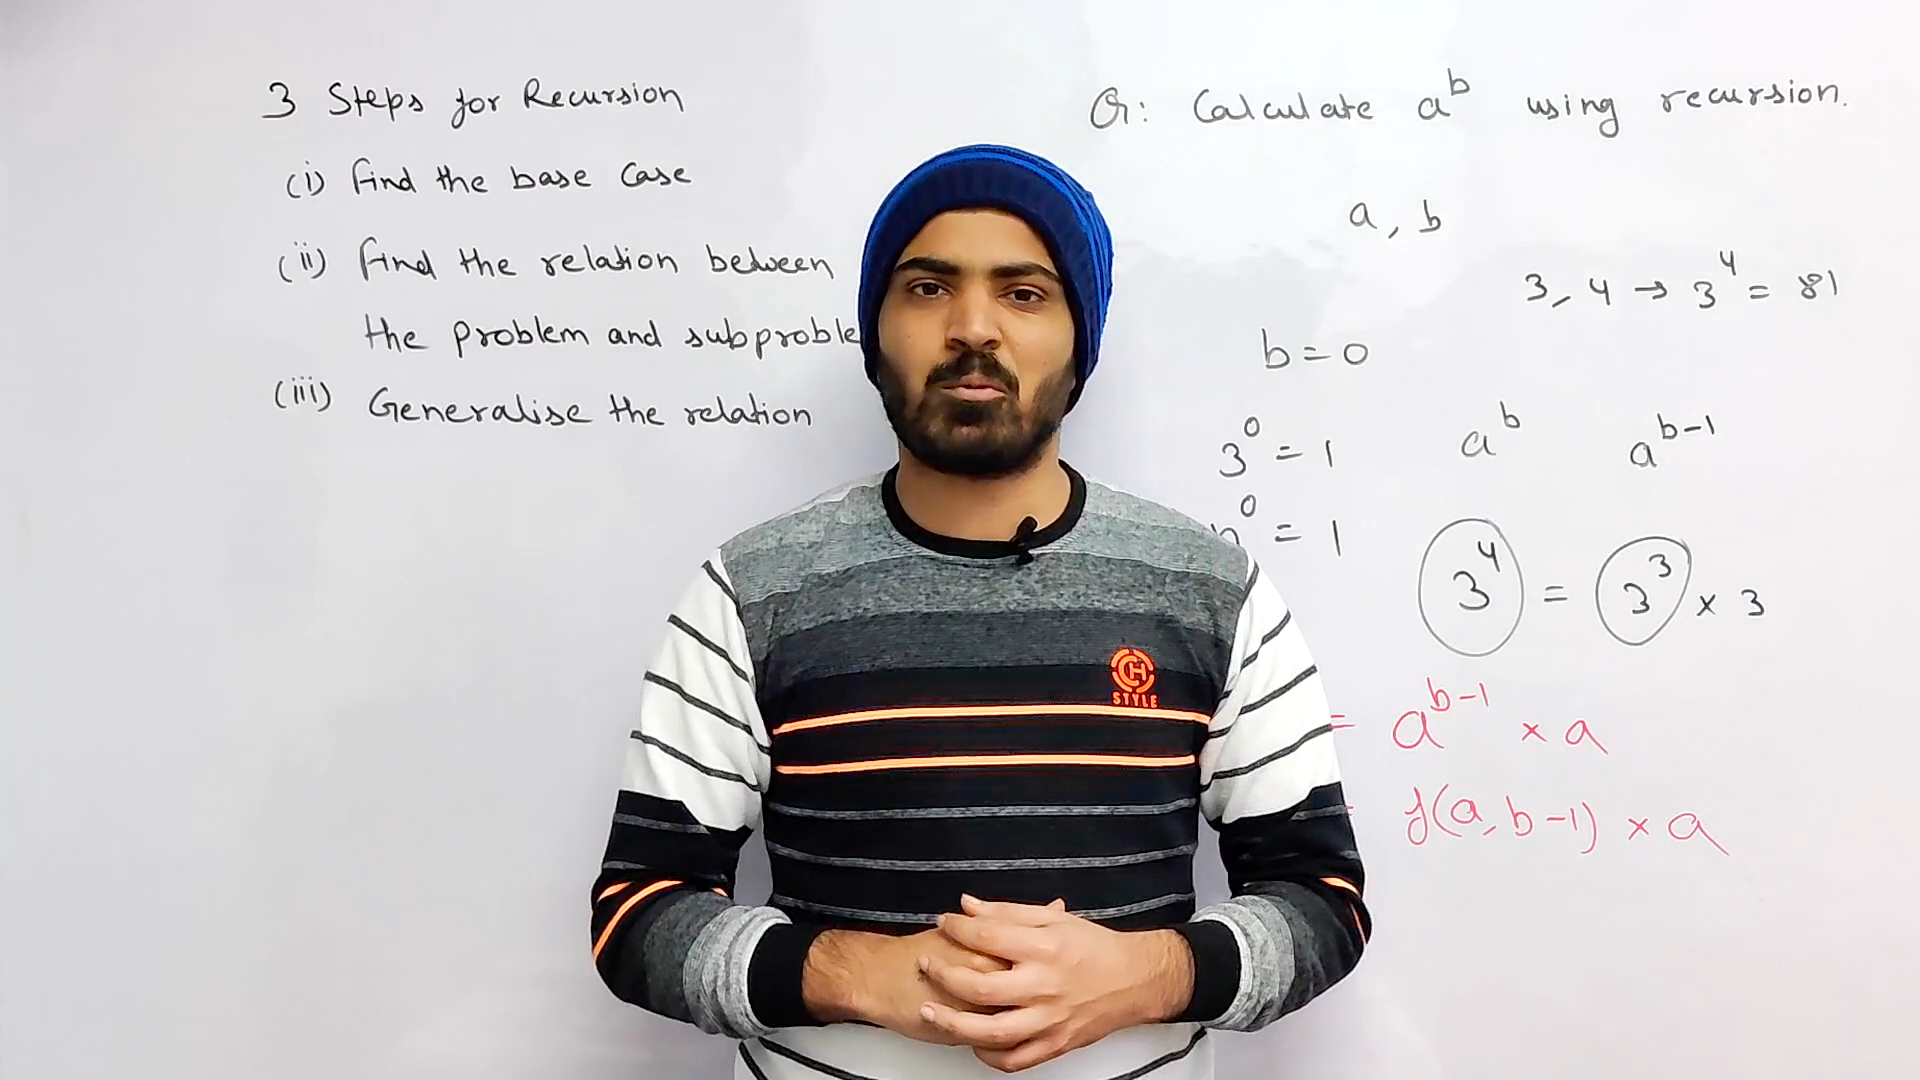 3 Steps for Recursion
(i) find the base case
(ii) find the relation between
the problem and subproble
(iii) Generalise the relation
Q: Calculate a^b using recursion.
a, b
3, 4 → 3^4 = 81
b = 0
3^0 = 1
a^b a^b-1
^0 = 1
3^4 = 3^3 × 3
= a^b-1 × a
f(a, b-1) × a
CH
STYLE